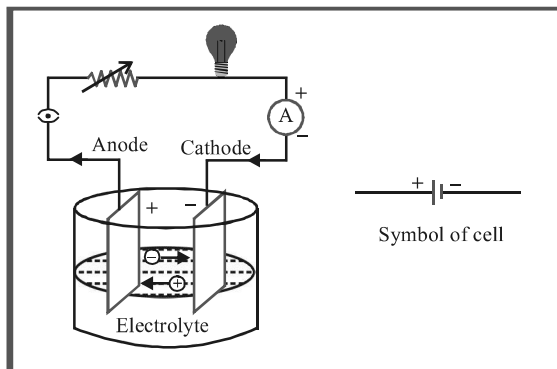 +
A
−
Anode
Cathode
+ −
+ −
−
+
Symbol of cell
Electrolyte